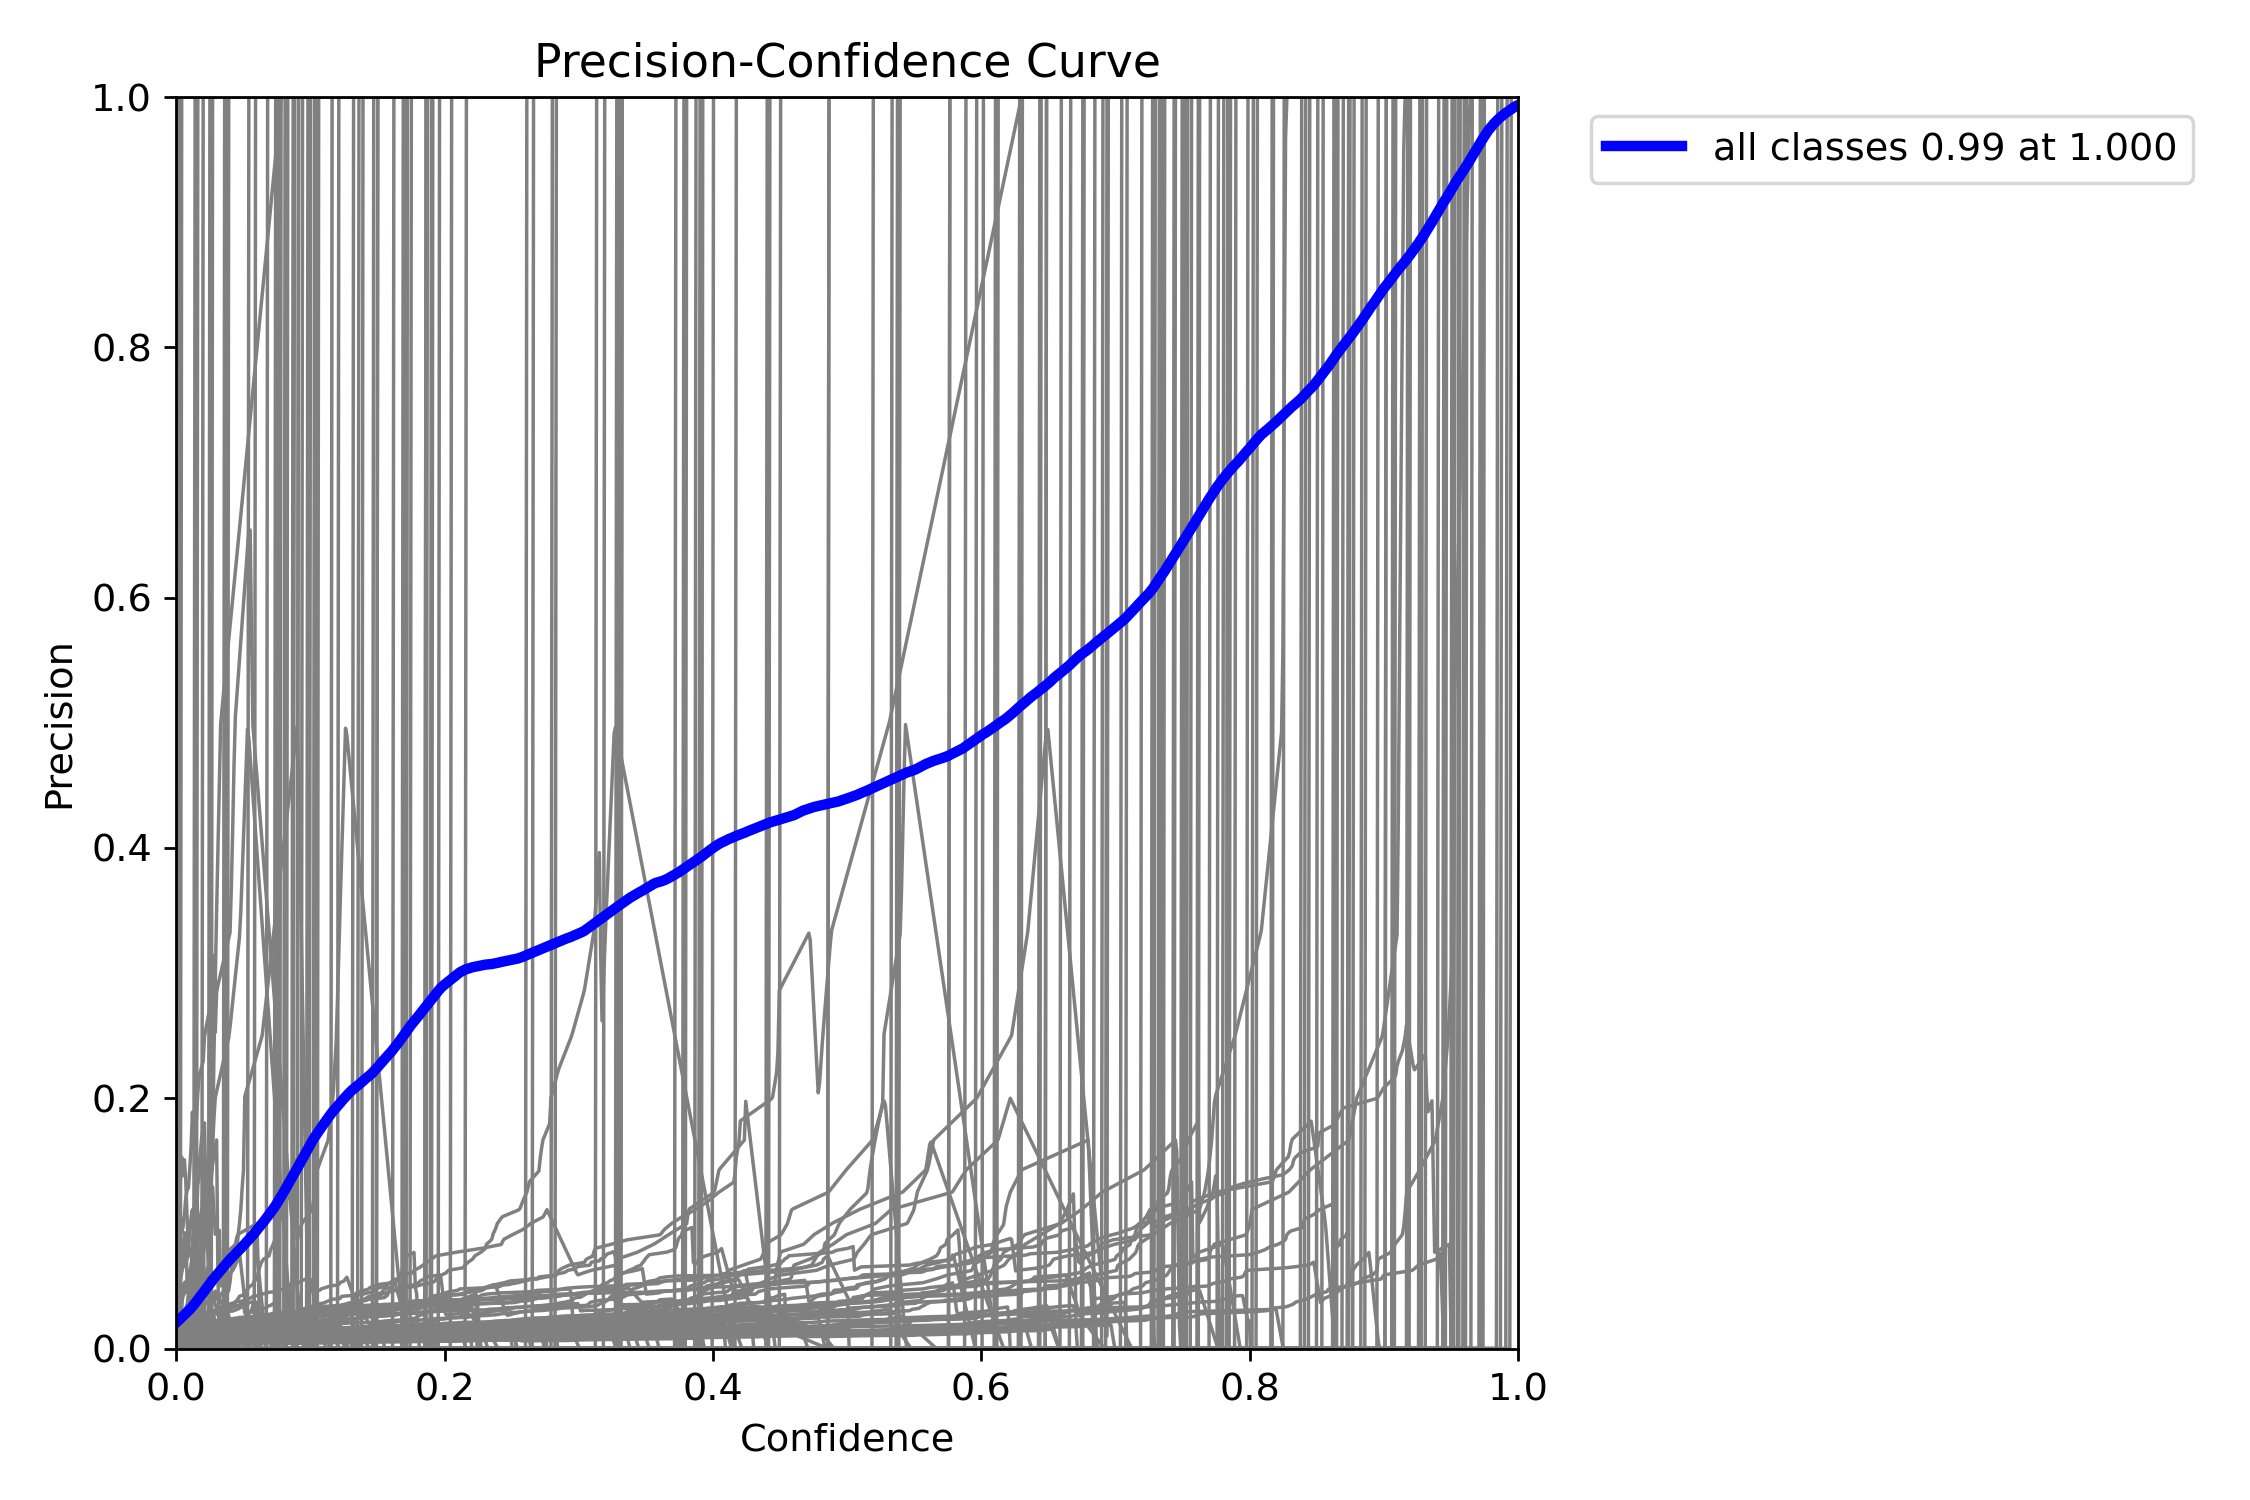 Precision-Confidence Curve
all classes 0.99 at 1.000
Precision
1.0
0.8
0.6
0.4
0.2
0.0
0.0 0.2 0.4 0.6 0.8 1.0
Confidence